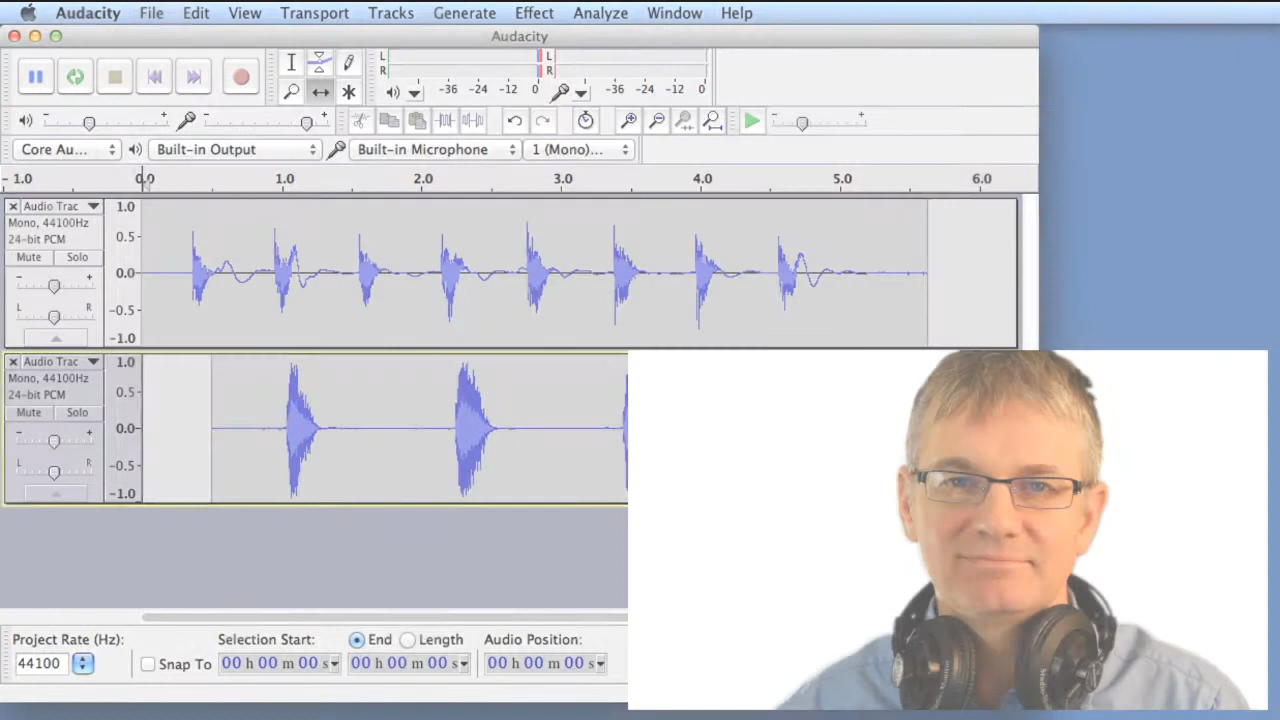 Audacity File Edit View Transport Tracks Generate Effect Analyze Window Help
Audacity
L L
R R
-36 -24 -12 0 -36 -24 -12 0
- + - + - +
Core Au... Built-in Output Built-in Microphone 1 (Mono)...
- 1.0 0.0 1.0 2.0 3.0 4.0 5.0 6.0
Audio Trac 1.0
Mono, 44100Hz
24-bit PCM 0.5
Mute Solo
- + 0.0
L R -0.5
-1.0
Audio Trac 1.0
Mono, 44100Hz
24-bit PCM 0.5
Mute Solo
- + 0.0
L R -0.5
-1.0
Project Rate (Hz): Selection Start: End Length Audio Position:
44100 Snap To 00 h 00 m 00 s 00 h 00 m 00 s 00 h 00 m 00 s